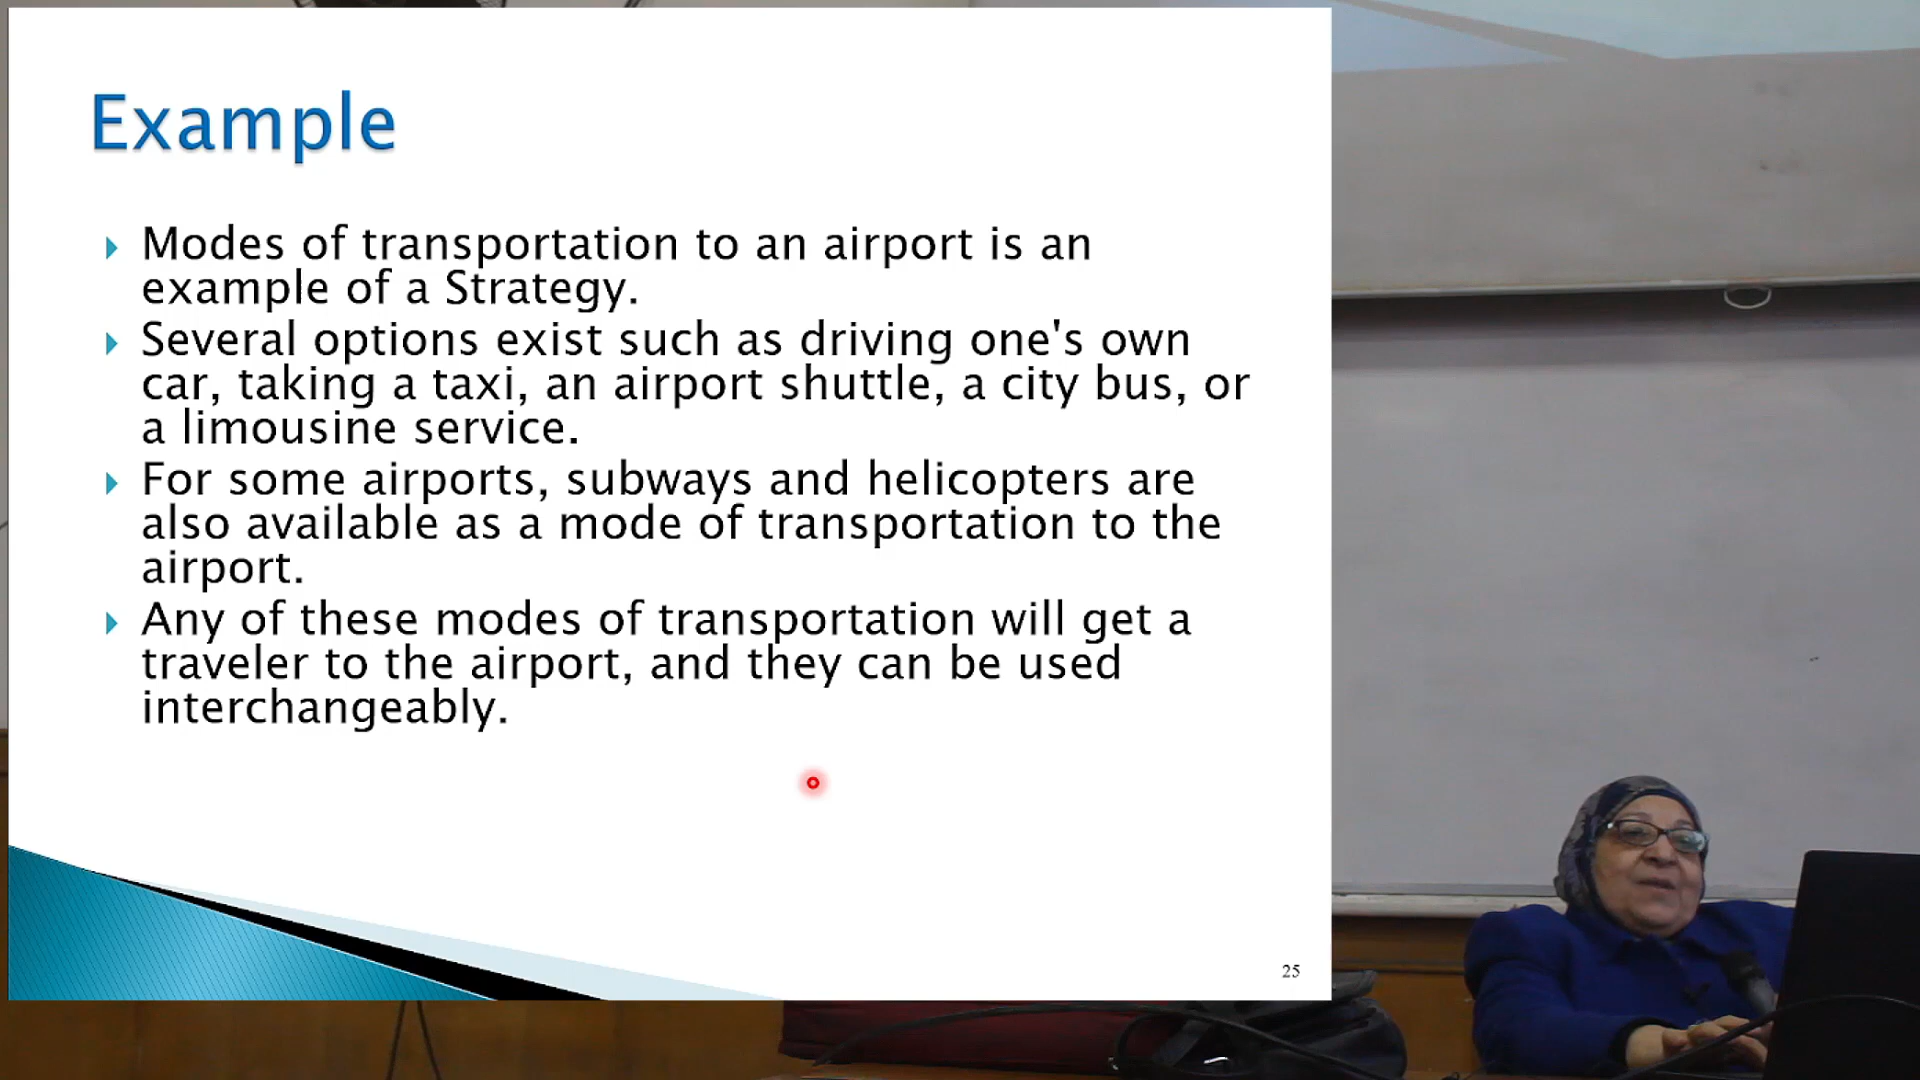 Example
Modes of transportation to an airport is an
example of a Strategy.
Several options exist such as driving one's own
car, taking a taxi, an airport shuttle, a city bus, or
a limousine service.
For some airports, subways and helicopters are
also available as a mode of transportation to the
airport.
Any of these modes of transportation will get a
traveler to the airport, and they can be used
interchangeably.
25